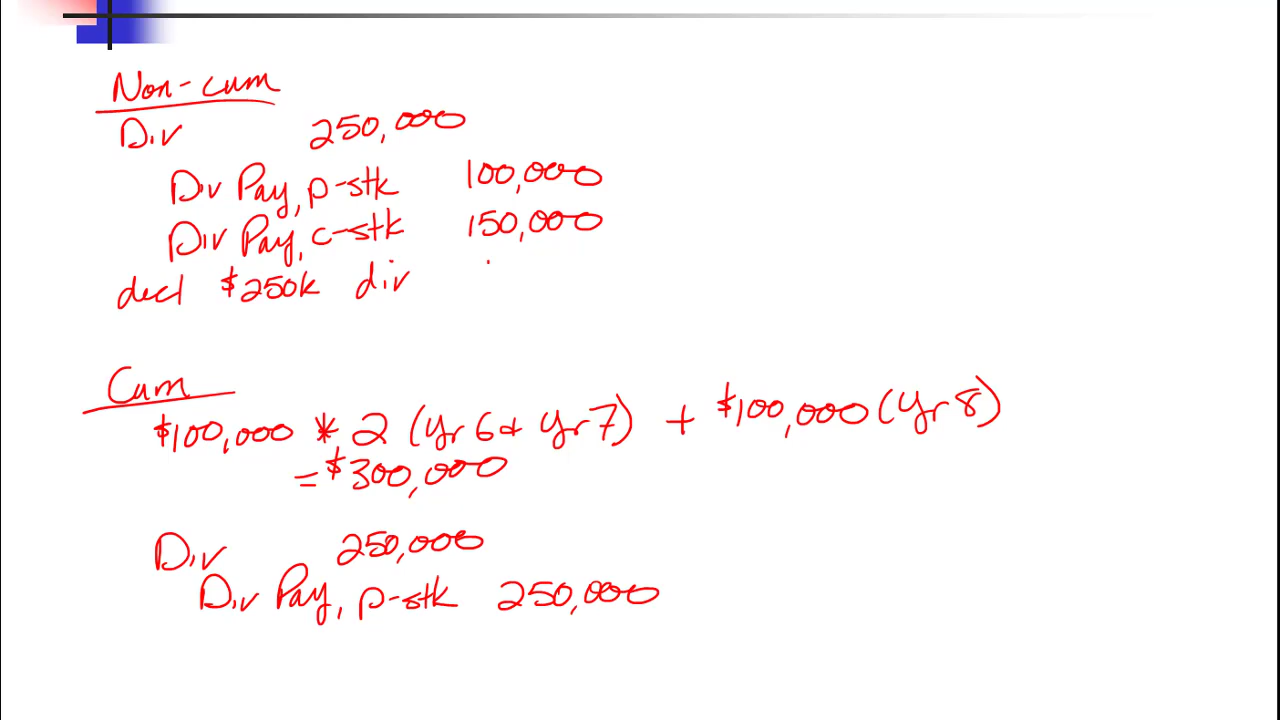 Non-cum
Div 250,000
Div Pay, p-stk 100,000
Div Pay, c-stk 150,000
decl $250k div
Cum
$100,000 * 2 (yr 6 & yr 7) + $100,000 (yr 8)
= $300,000
Div 250,000
Div Pay, p-stk 250,000